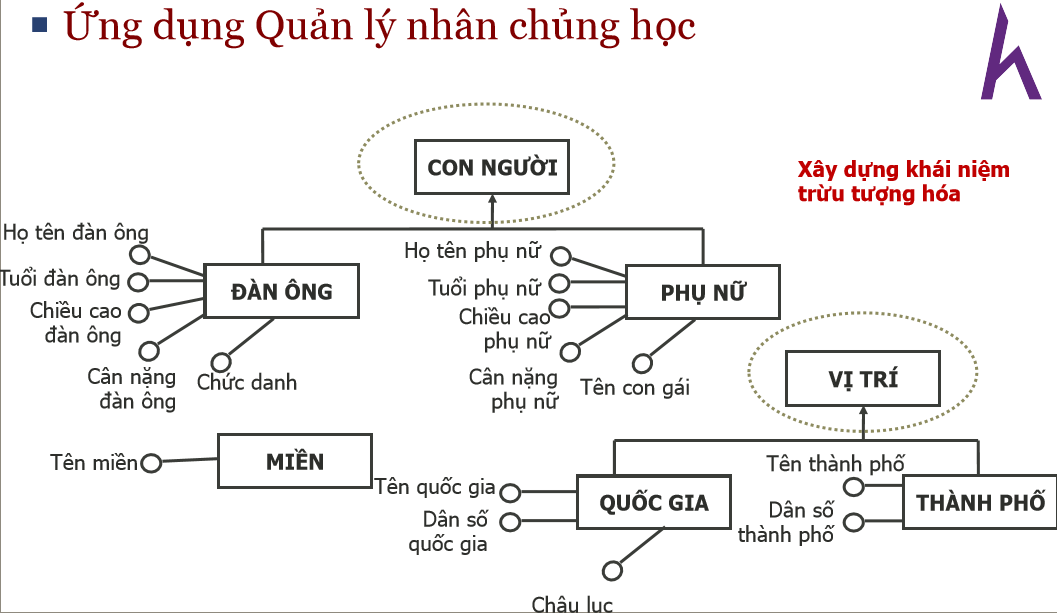 Ứng dụng Quản lý nhân chủng học
CON NGƯỜI
Xây dựng khái niệm
trừu tượng hóa
Họ tên đàn ông
Tuổi đàn ông
Chiều cao
đàn ông
Cân nặng
đàn ông
Chức danh
ĐÀN ÔNG
Họ tên phụ nữ
Tuổi phụ nữ
Chiều cao
phụ nữ
Cân nặng
phụ nữ
Tên con gái
PHỤ NỮ
VỊ TRÍ
Tên miền
MIỀN
Tên quốc gia
Dân số
quốc gia
QUỐC GIA
Châu lục
Tên thành phố
Dân số
thành phố
THÀNH PHỐ